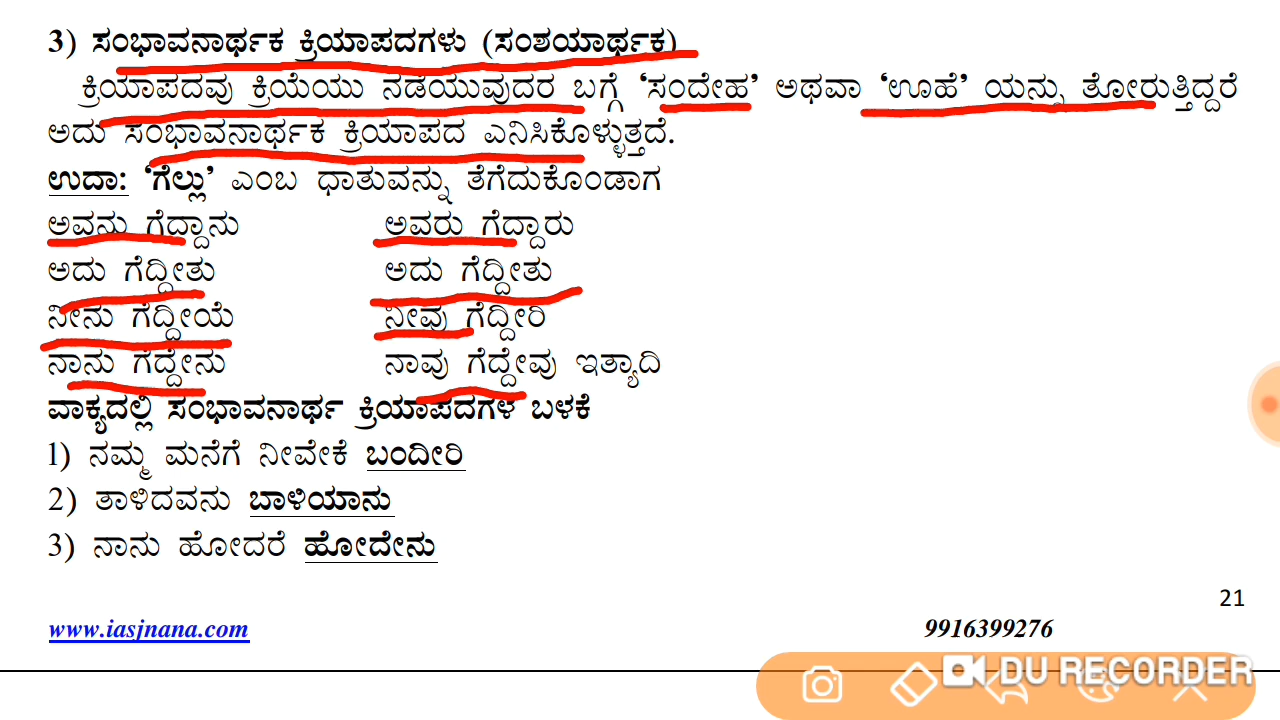 3) ಸಂಭಾವನಾರ್ಥಕ ಕ್ರಿಯಾಪದಗಳು (ಸಂಶಯಾರ್ಥಕ)
ಕ್ರಿಯಾಪದವು ಕ್ರಿಯೆಯು ನಡೆಯುವುದರ ಬಗ್ಗೆ ‘ಸಂದೇಹ’ ಅಥವಾ ‘ಊಹೆ’ ಯನ್ನು ತೋರುತ್ತಿದ್ದರೆ
ಅದು ಸಂಭಾವನಾರ್ಥಕ ಕ್ರಿಯಾಪದ ಎನಿಸಿಕೊಳ್ಳುತ್ತದೆ.
ಉದಾ: ‘ಗೆಲ್ಲು’ ಎಂಬ ಧಾತುವನ್ನು ತೆಗೆದುಕೊಂಡಾಗ
ಅವನು ಗೆದ್ದಾನು ಅವರು ಗೆದ್ದಾರು
ಅದು ಗೆದ್ದೀತು ಅದು ಗೆದ್ದೀತು
ನೀನು ಗೆದ್ದೀಯೆ ನೀವು ಗೆದ್ದೀರಿ
ನಾನು ಗೆದ್ದೇನು ನಾವು ಗೆದ್ದೇವು ಇತ್ಯಾದಿ
ವಾಕ್ಯದಲ್ಲಿ ಸಂಭಾವನಾರ್ಥ ಕ್ರಿಯಾಪದಗಳ ಬಳಕೆ
1) ನಮ್ಮ ಮನೆಗೆ ನೀವೇಕೆ ಬಂದೀರಿ
2) ತಾಳಿದವನು ಬಾಳಿಯಾನು
3) ನಾನು ಹೋದರೆ ಹೋದೇನು
21
www.iasjnana.com 9916399276
DU RECORDER